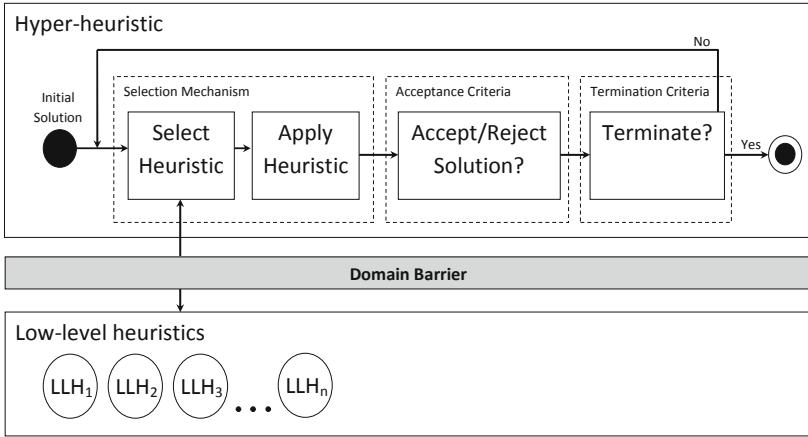 Hyper-heuristic
No
Initial
Solution
Selection Mechanism
Acceptance Criteria
Termination Criteria
Select
Heuristic
Apply
Heuristic
Accept/Reject
Solution?
Terminate?
Yes
Domain Barrier
Low-level heuristics
LLH₁ LLH₂ LLH₃ ... LLHₙ